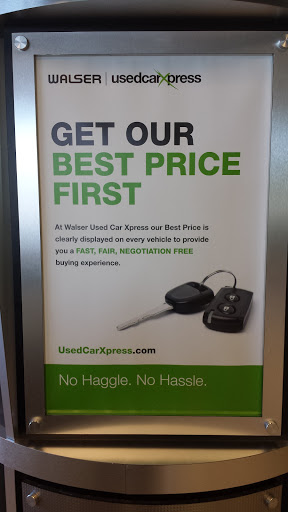 WALSER | usedcarXpress
GET OUR
BEST PRICE
FIRST
At Walser Used Car Xpress our Best Price is
clearly displayed on every vehicle to provide
you a FAST, FAIR, NEGOTIATION FREE
buying experience.
UsedCarXpress.com
No Haggle. No Hassle.